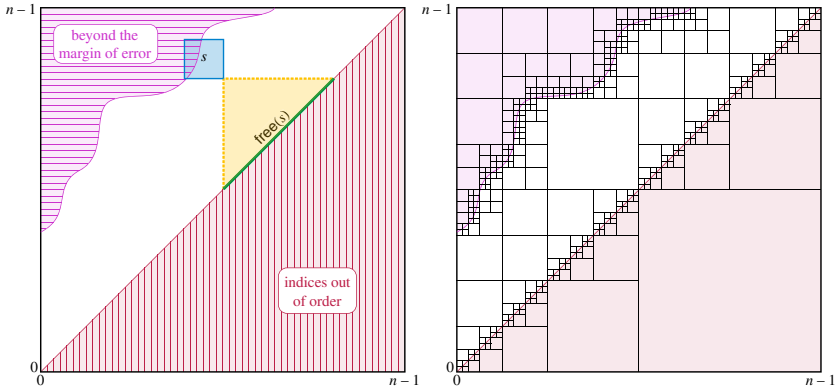 n − 1
n − 1
beyond the
margin of error
s
free(s)
indices out
of order
0
0
0
n − 1
0
n − 1